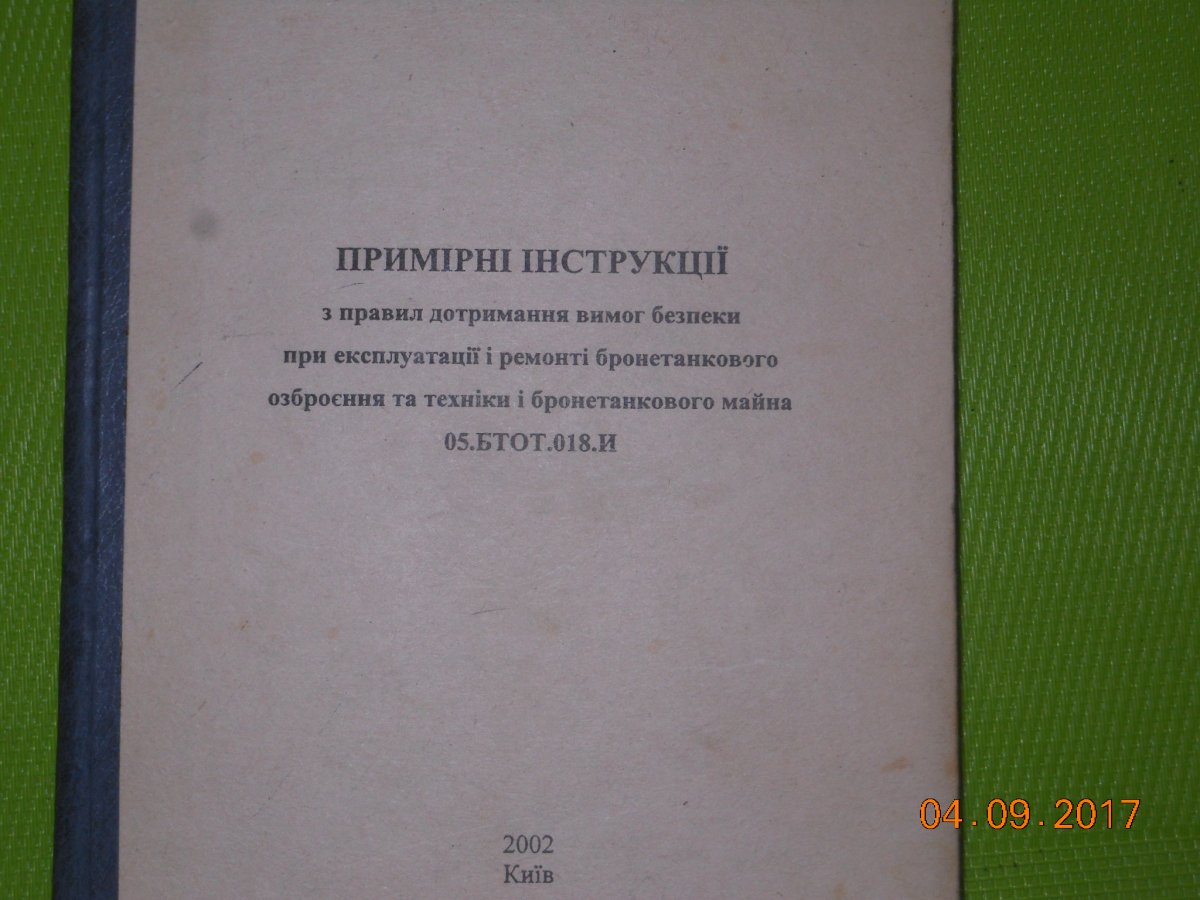 ПРИМІРНІ ІНСТРУКЦІЇ
з правил дотримання вимог безпеки
при експлуатації і ремонті бронетанкового
озброєння та техніки і бронетанкового майна
05.БТОТ.018.И
2002
Київ
04.09.2017